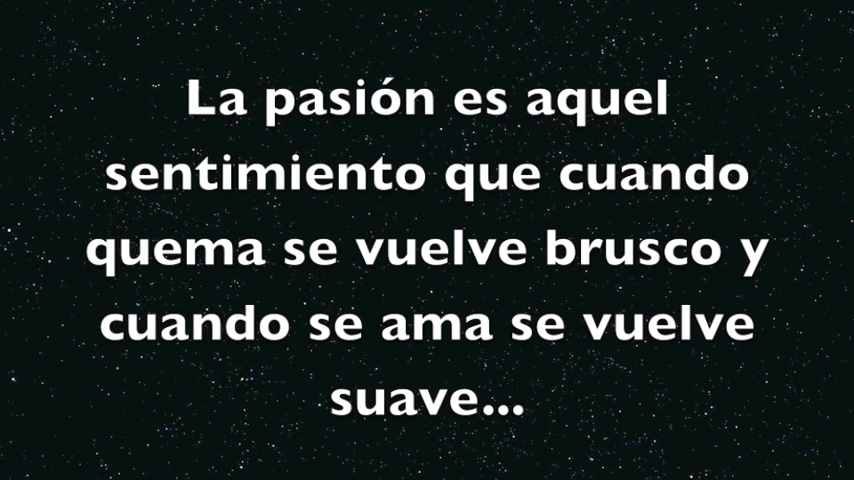 La pasión es aquel
sentimiento que cuando
quema se vuelve brusco y
cuando se ama se vuelve
suave...